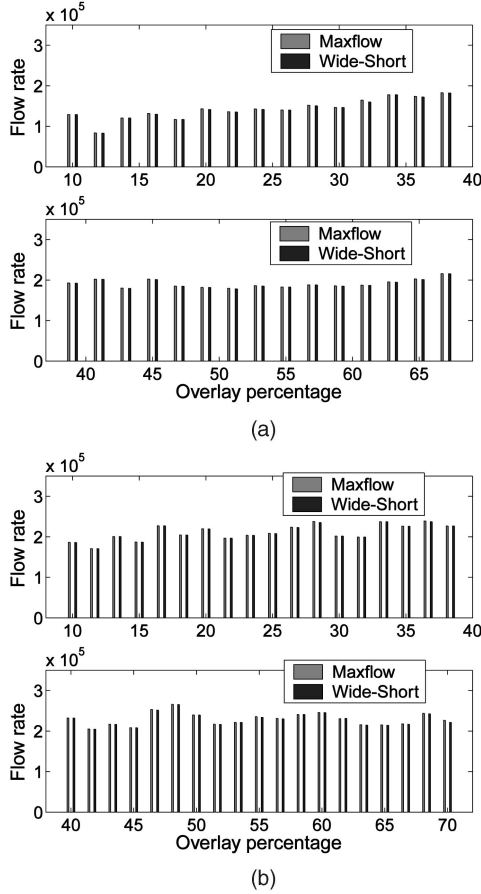 x 10^5
3
2
1
0
Flow rate
Maxflow
Wide-Short
10 15 20 25 30 35 40
x 10^5
3
2
1
0
Flow rate
Maxflow
Wide-Short
40 45 50 55 60 65
Overlay percentage
(a)
x 10^5
3
2
1
0
Flow rate
Maxflow
Wide-Short
10 15 20 25 30 35 40
x 10^5
3
2
1
0
Flow rate
Maxflow
Wide-Short
40 45 50 55 60 65 70
Overlay percentage
(b)